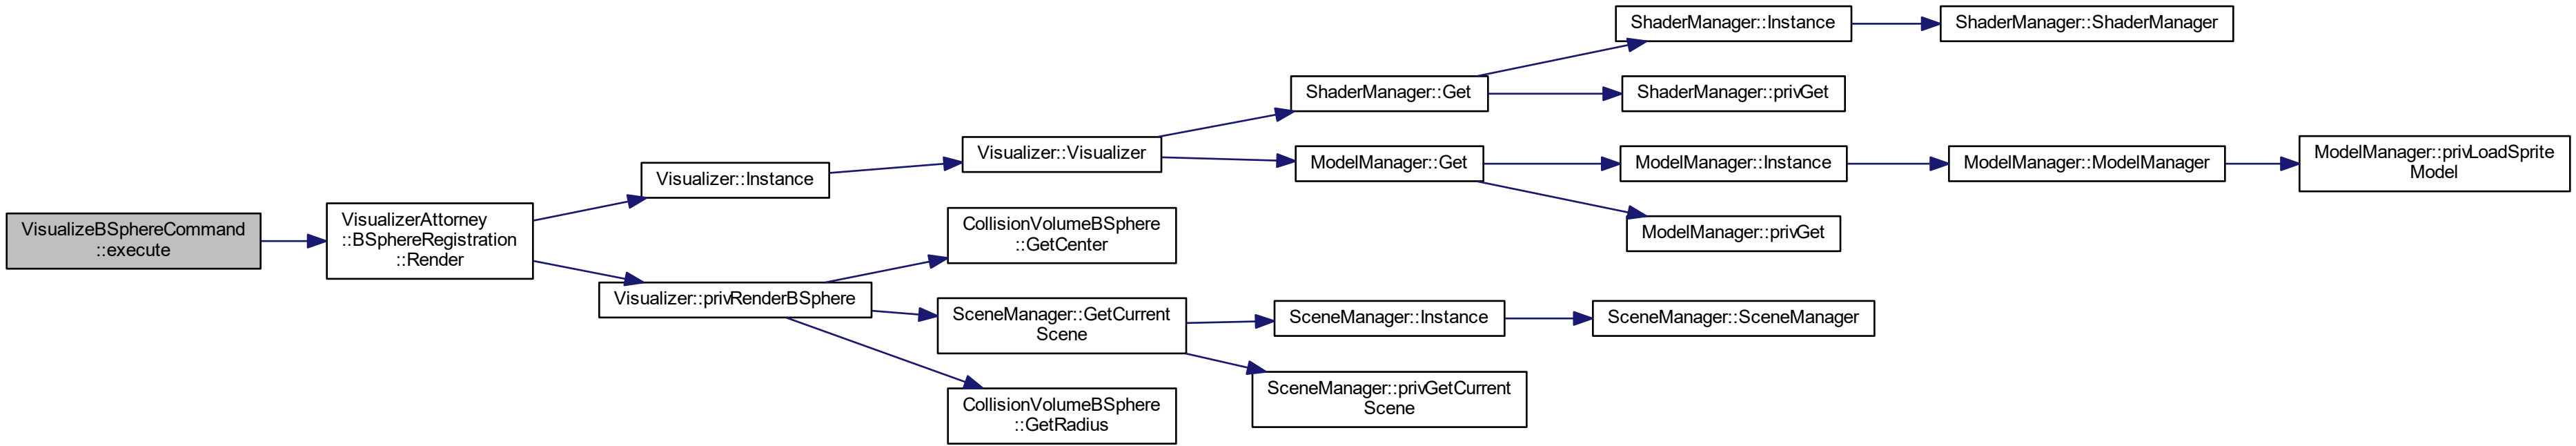 VisualizeBSphereCommand
::execute
VisualizerAttorney
::BSphereRegistration
::Render
Visualizer::Instance
Visualizer::Visualizer
ShaderManager::Get
ShaderManager::Instance
ShaderManager::ShaderManager
ShaderManager::privGet
ModelManager::Get
ModelManager::Instance
ModelManager::ModelManager
ModelManager::privLoadSprite
Model
ModelManager::privGet
Visualizer::privRenderBSphere
CollisionVolumeBSphere
::GetCenter
SceneManager::GetCurrent
Scene
SceneManager::Instance
SceneManager::SceneManager
SceneManager::privGetCurrent
Scene
CollisionVolumeBSphere
::GetRadius